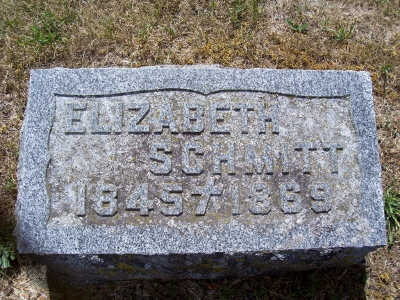 ELIZABETH
SCHMITT
1845 † 1869